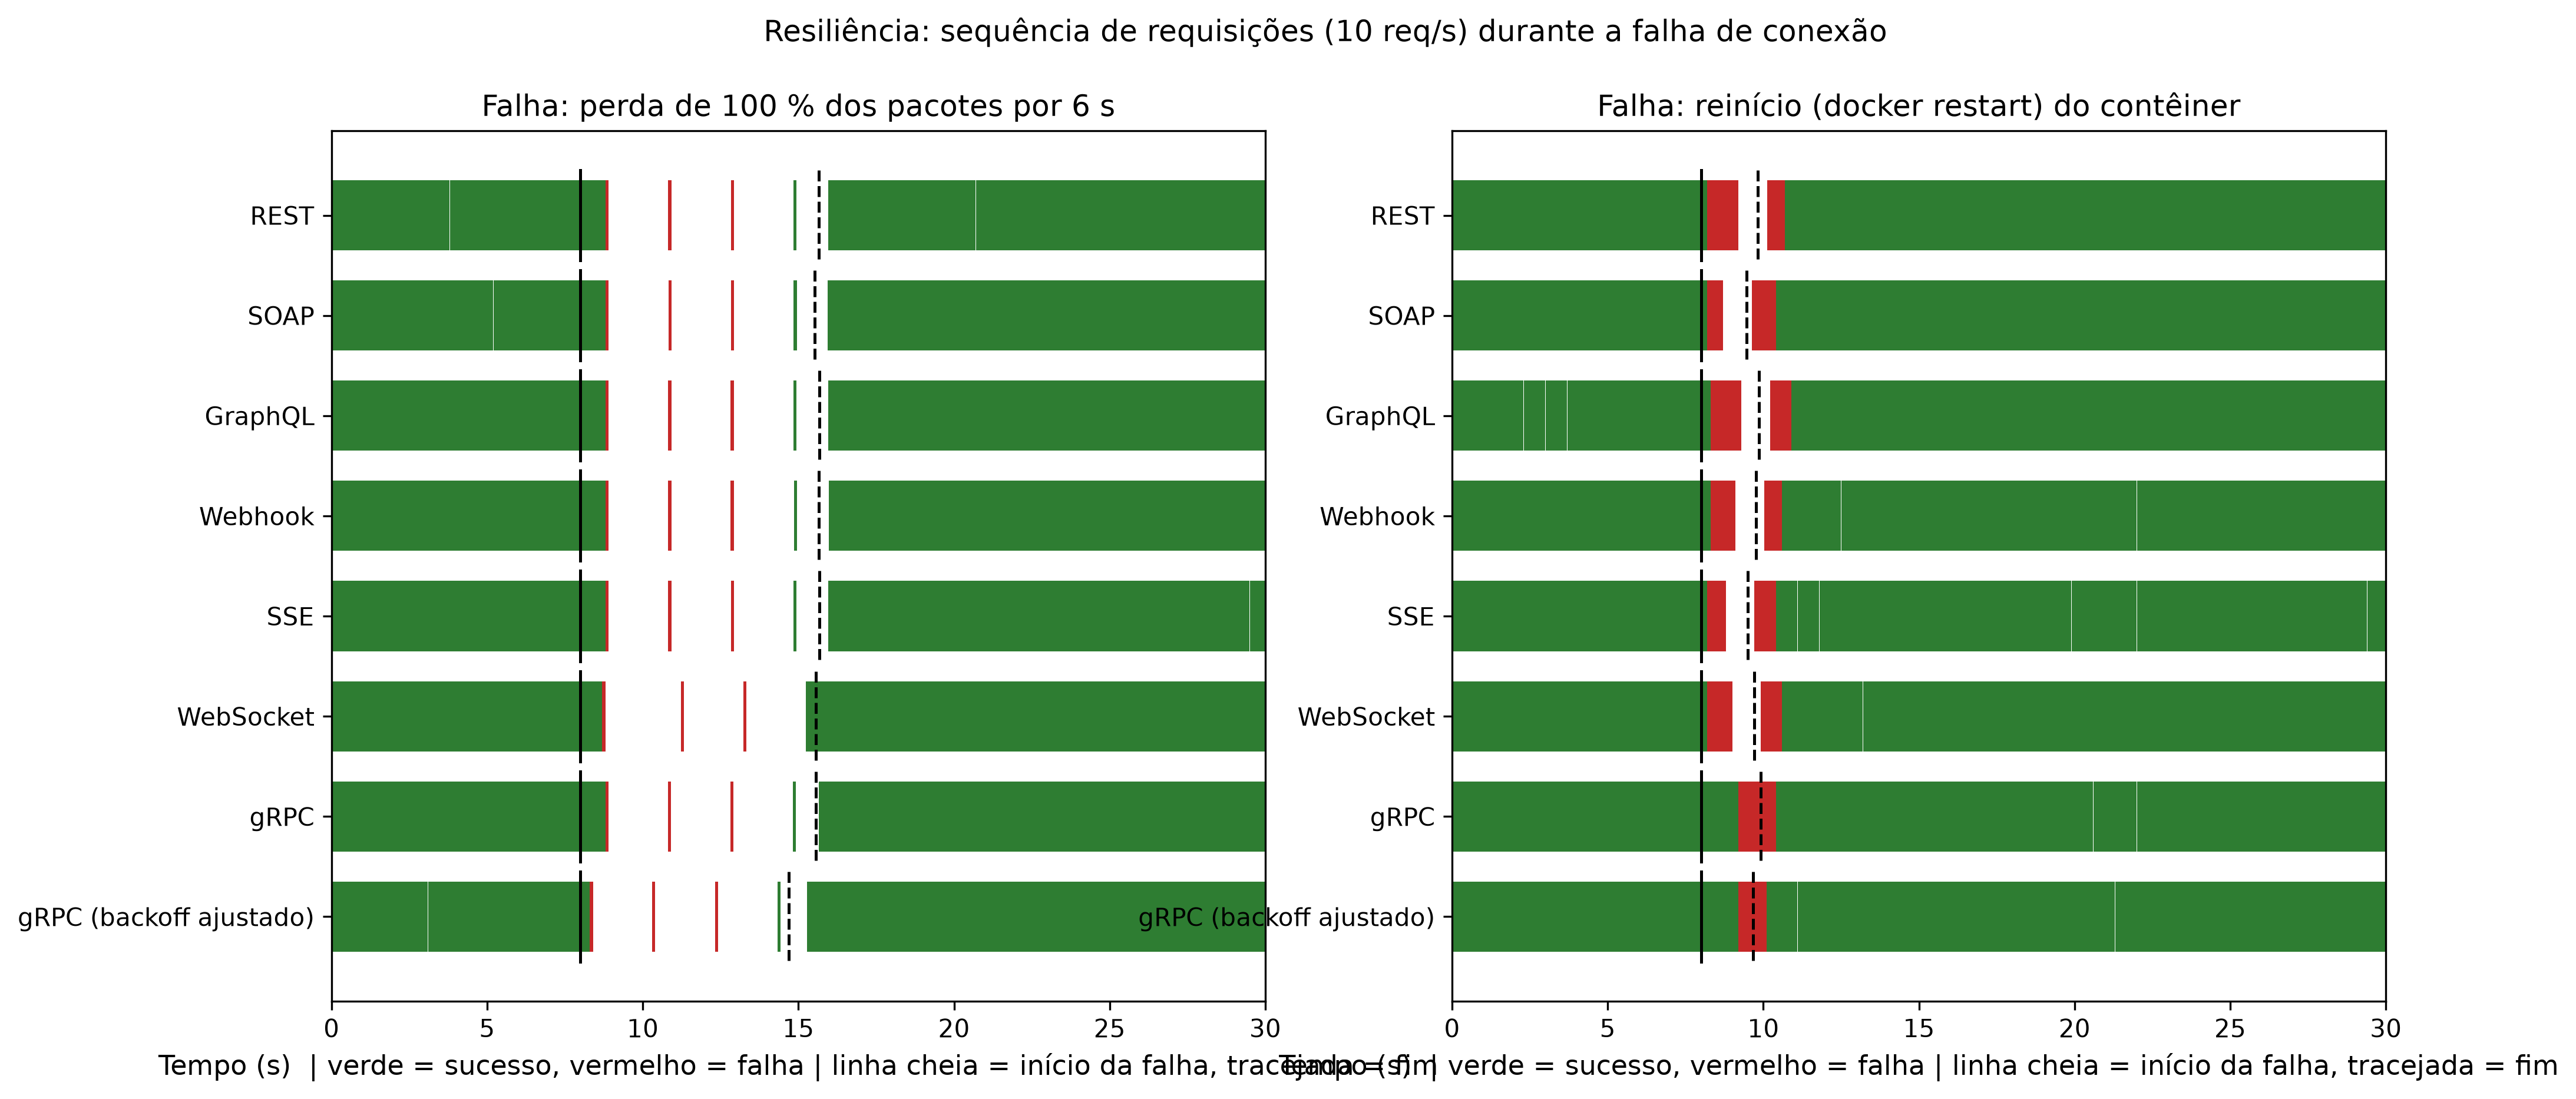 Resiliência: sequência de requisições (10 req/s) durante a falha de conexão
Falha: perda de 100 % dos pacotes por 6 s
REST
SOAP
GraphQL
Webhook
SSE
WebSocket
gRPC
gRPC (backoff ajustado)
0 5 10 15 20 25 30
Tempo (s) | verde = sucesso, vermelho = falha | linha cheia = início da falha, tracejada = fim
Falha: reinício (docker restart) do contêiner
REST
SOAP
GraphQL
Webhook
SSE
WebSocket
gRPC
gRPC (backoff ajustado)
0 5 10 15 20 25 30
Tempo (s) | verde = sucesso, vermelho = falha | linha cheia = início da falha, tracejada = fim